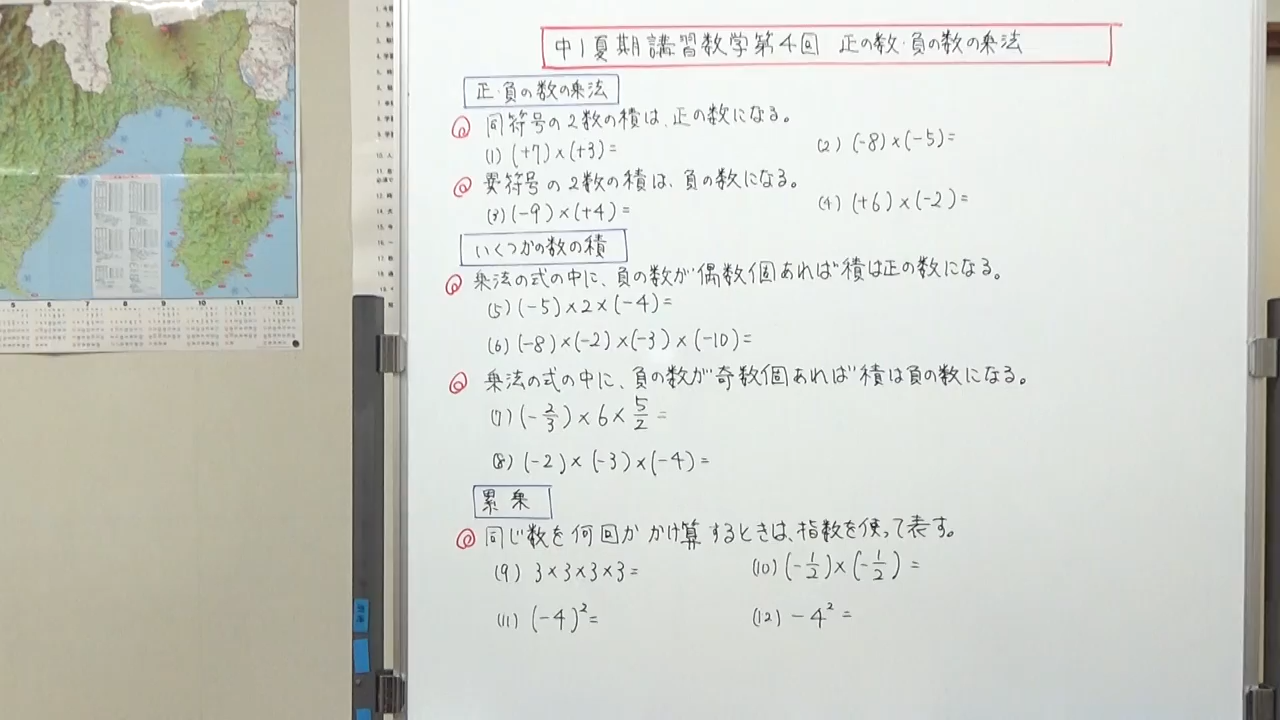 中1夏期講習数学第4回 正の数・負の数の乗法
正・負の数の乗法
◎ 同符号の2数の積は、正の数になる。
(1) (+7)×(+3)= (2) (-8)×(-5)=
◎ 異符号の2数の積は、負の数になる。
(3) (-9)×(+4)= (4) (+6)×(-2)=
いくつかの数の積
◎ 乗法の式の中に、負の数が偶数個あれば積は正の数になる。
(5) (-5)×2×(-4)=
(6) (-8)×(-2)×(-3)×(-10)=
◎ 乗法の式の中に、負の数が奇数個あれば積は負の数になる。
(7) (-2/3)×6×5/2=
(8) (-2)×(-3)×(-4)=
累乗
◎ 同じ数を何回かかけ算するときは、指数を使って表す。
(9) 3×3×3×3= (10) (-1/2)×(-1/2)=
(11) (-4)²= (12) -4²=
5 6 7 8 9 10 11 12